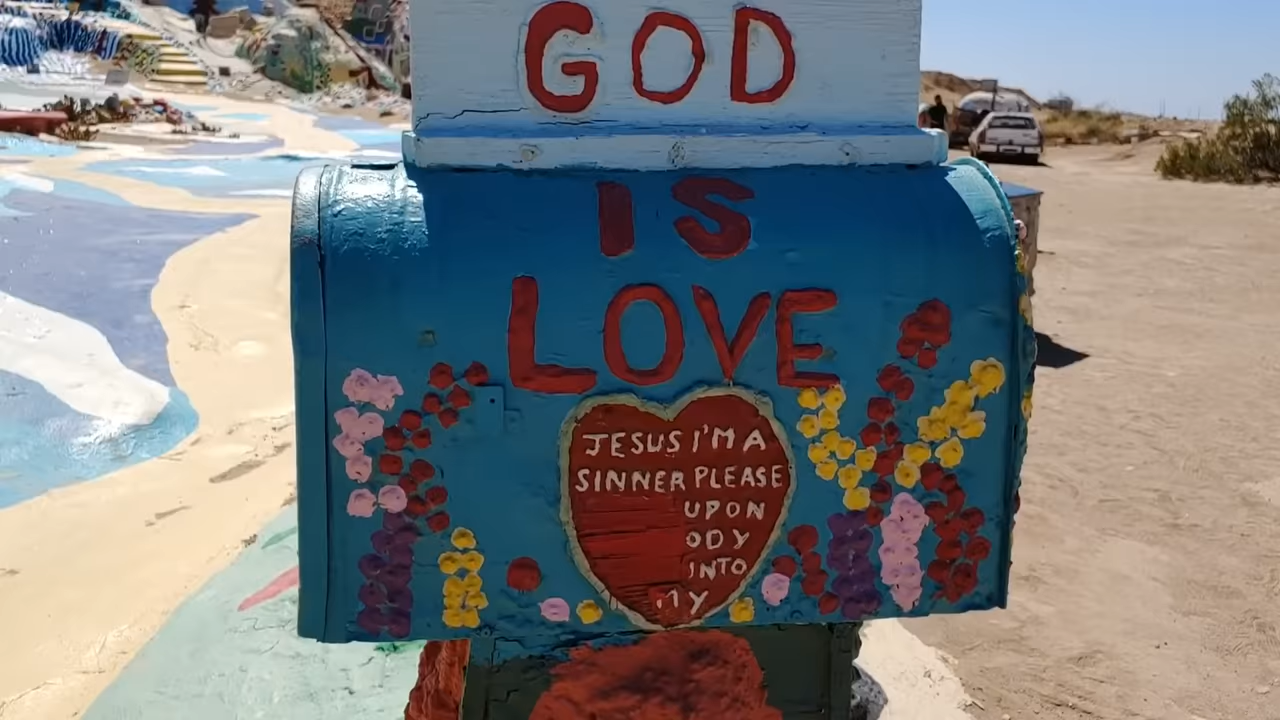 GOD
IS
LOVE
JESUS I'M A
SINNER PLEASE
UPON
ODY
INTO
MY